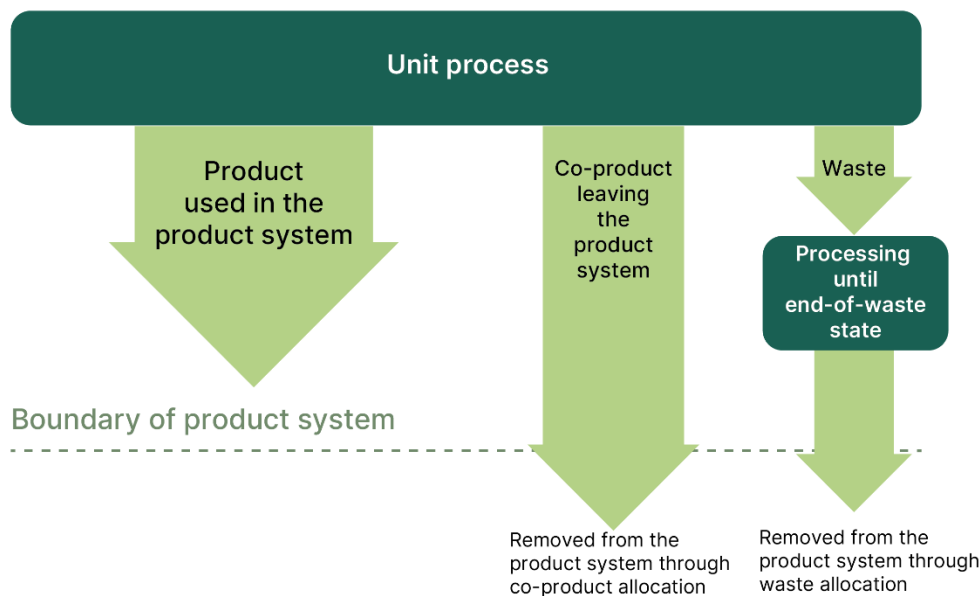 Unit process
Product
used in the
product system
Co-product
leaving
the
product
system
Waste
Processing
until
end-of-waste
state
Boundary of product system
Removed from the
product system through
co-product allocation
Removed from the
product system through
waste allocation